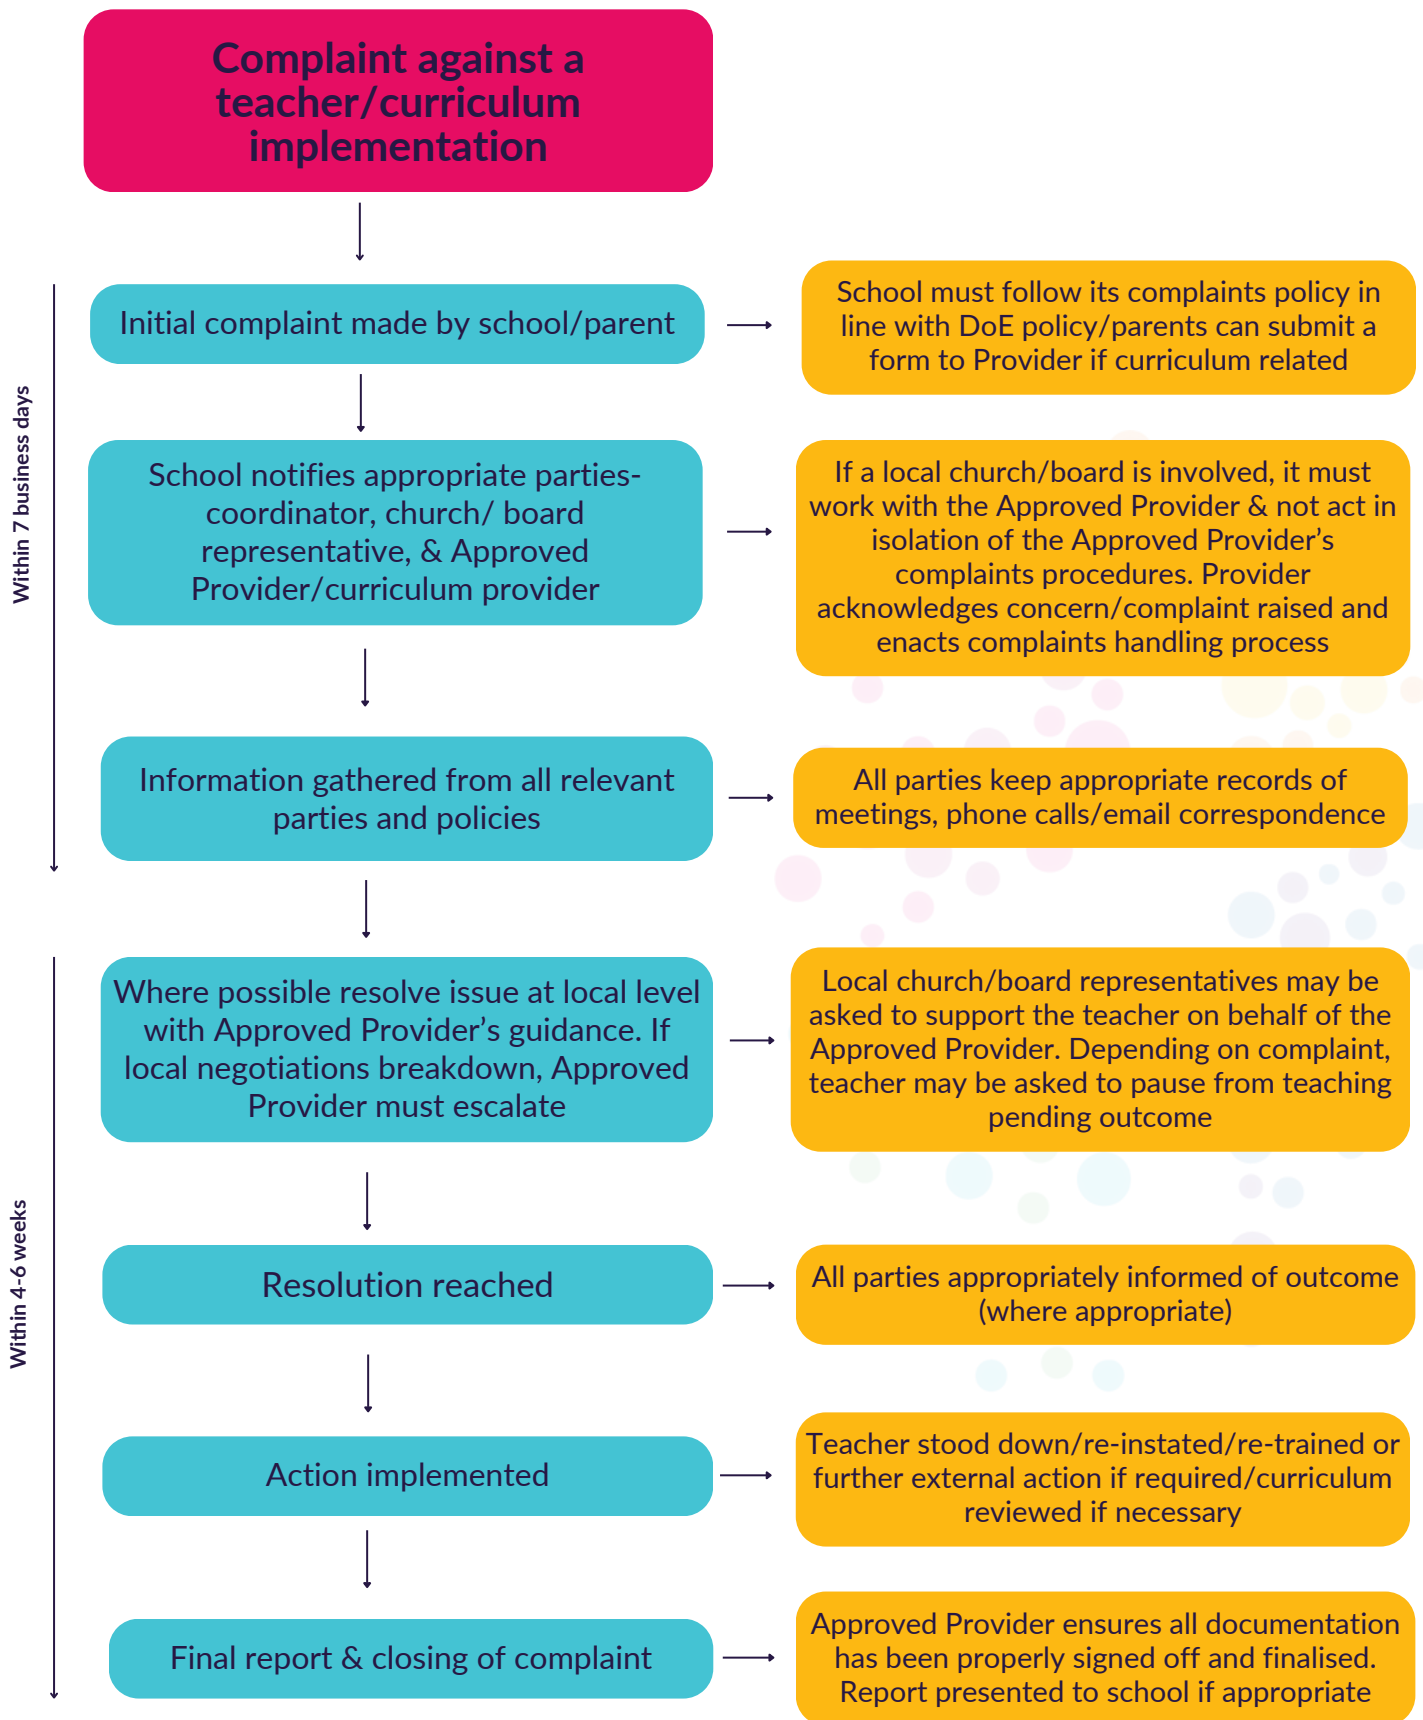 Complaint against a
teacher/curriculum
implementation
Within 7 business days
Initial complaint made by school/parent
School must follow its complaints policy in
line with DoE policy/parents can submit a
form to Provider if curriculum related
School notifies appropriate parties-
coordinator, church/ board
representative, & Approved
Provider/curriculum provider
If a local church/board is involved, it must
work with the Approved Provider & not act in
isolation of the Approved Provider’s
complaints procedures. Provider
acknowledges concern/complaint raised and
enacts complaints handling process
Information gathered from all relevant
parties and policies
All parties keep appropriate records of
meetings, phone calls/email correspondence
Within 4-6 weeks
Where possible resolve issue at local level
with Approved Provider’s guidance. If
local negotiations breakdown, Approved
Provider must escalate
Local church/board representatives may be
asked to support the teacher on behalf of the
Approved Provider. Depending on complaint,
teacher may be asked to pause from teaching
pending outcome
Resolution reached
All parties appropriately informed of outcome
(where appropriate)
Action implemented
Teacher stood down/re-instated/re-trained or
further external action if required/curriculum
reviewed if necessary
Final report & closing of complaint
Approved Provider ensures all documentation
has been properly signed off and finalised.
Report presented to school if appropriate